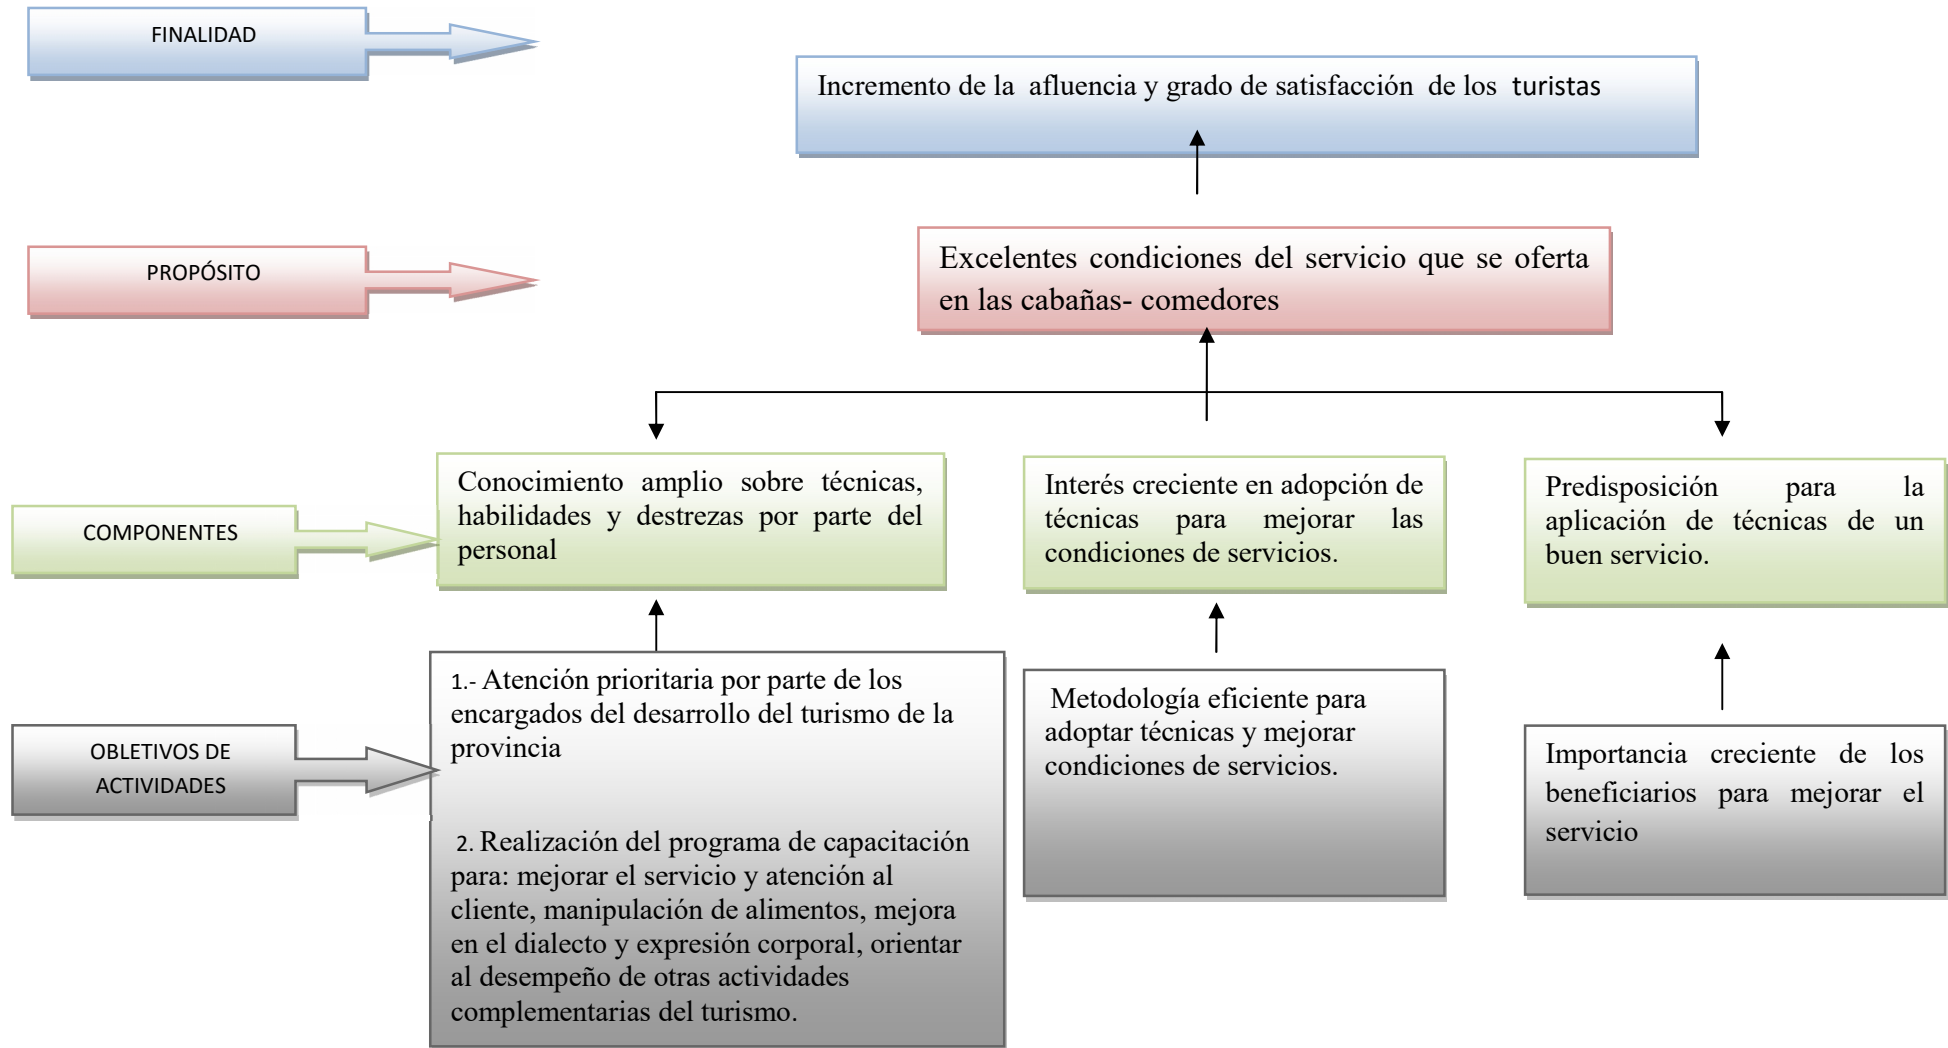 FINALIDAD
Incremento de la afluencia y grado de satisfacción de los turistas
PROPÓSITO
Excelentes condiciones del servicio que se oferta
en las cabañas- comedores
COMPONENTES
Conocimiento amplio sobre técnicas,
habilidades y destrezas por parte del
personal
Interés creciente en adopción de
técnicas para mejorar las
condiciones de servicios.
Predisposición para la
aplicación de técnicas de un
buen servicio.
OBLETIVOS DE
ACTIVIDADES
1.- Atención prioritaria por parte de los
encargados del desarrollo del turismo de la
provincia
2. Realización del programa de capacitación
para: mejorar el servicio y atención al
cliente, manipulación de alimentos, mejora
en el dialecto y expresión corporal, orientar
al desempeño de otras actividades
complementarias del turismo.
Metodología eficiente para
adoptar técnicas y mejorar
condiciones de servicios.
Importancia creciente de los
beneficiarios para mejorar el
servicio